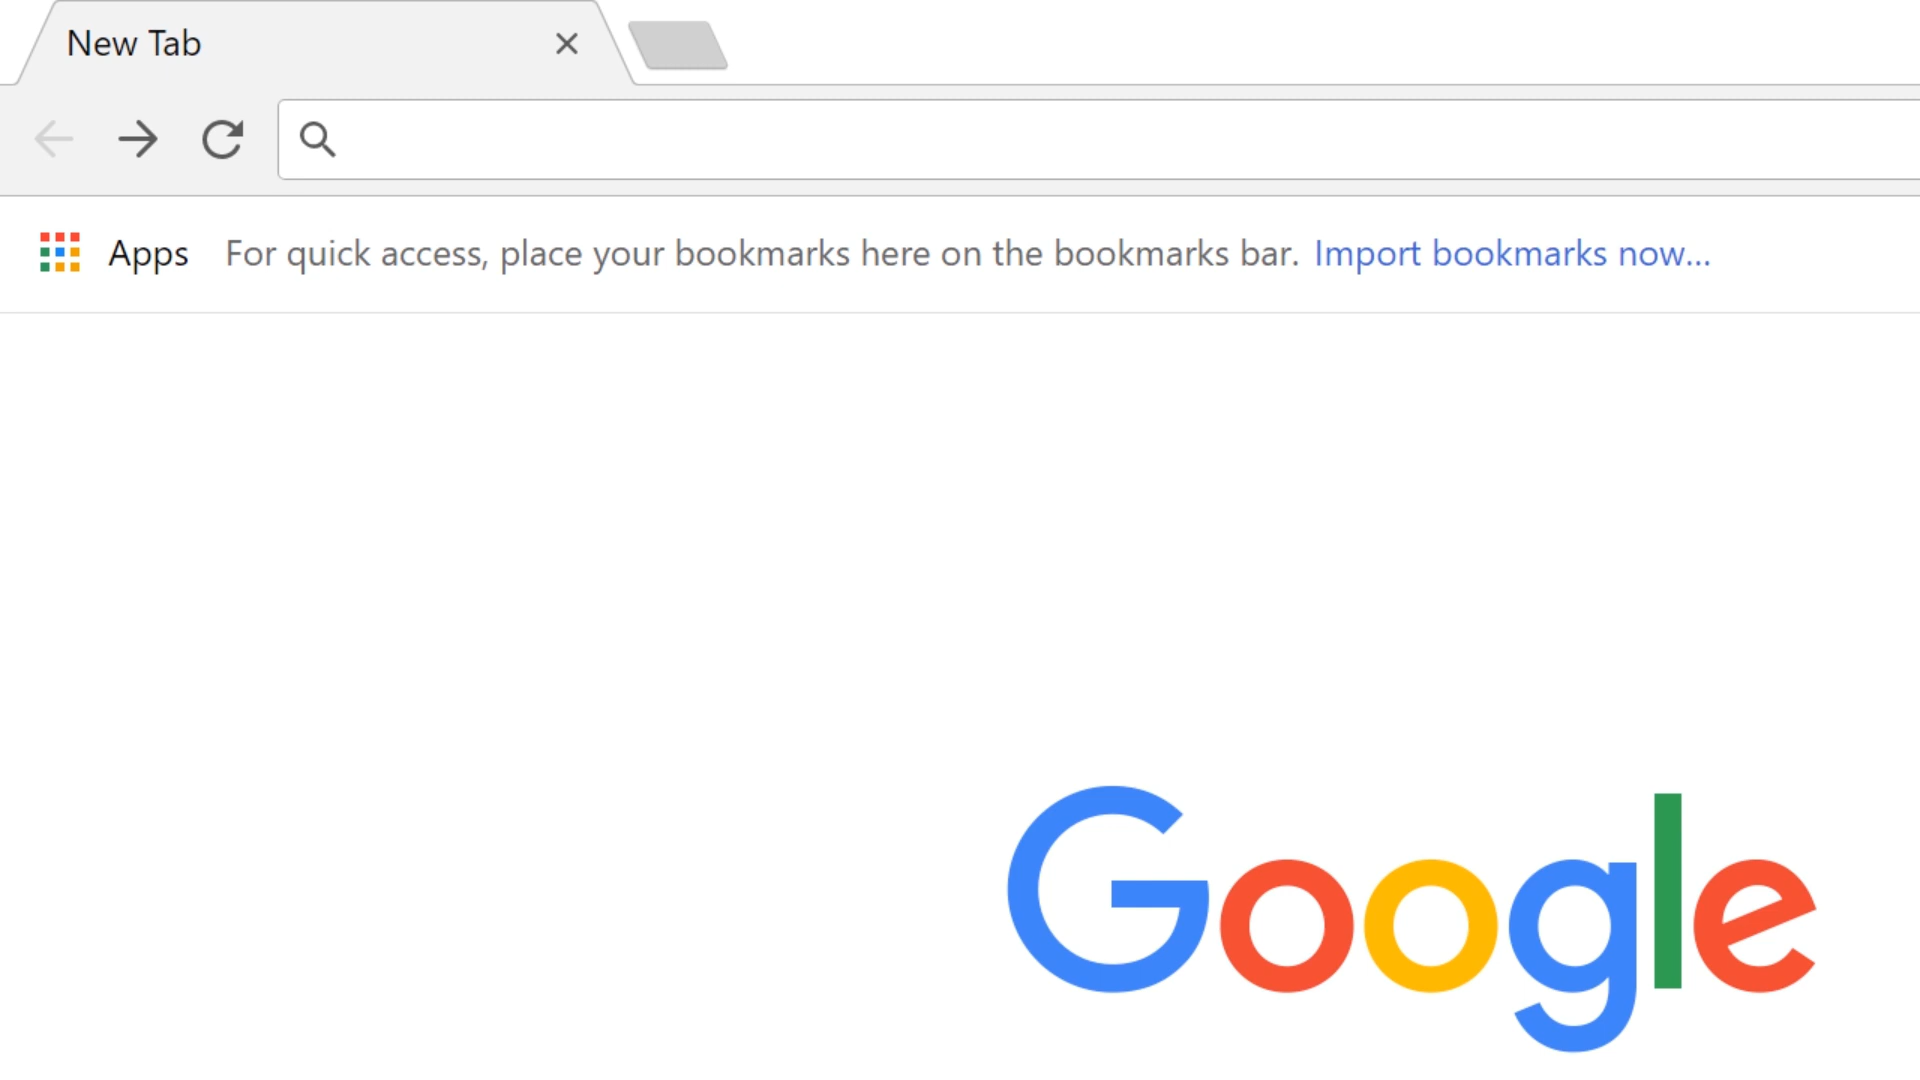 New Tab
Apps For quick access, place your bookmarks here on the bookmarks bar. Import bookmarks now...
Google